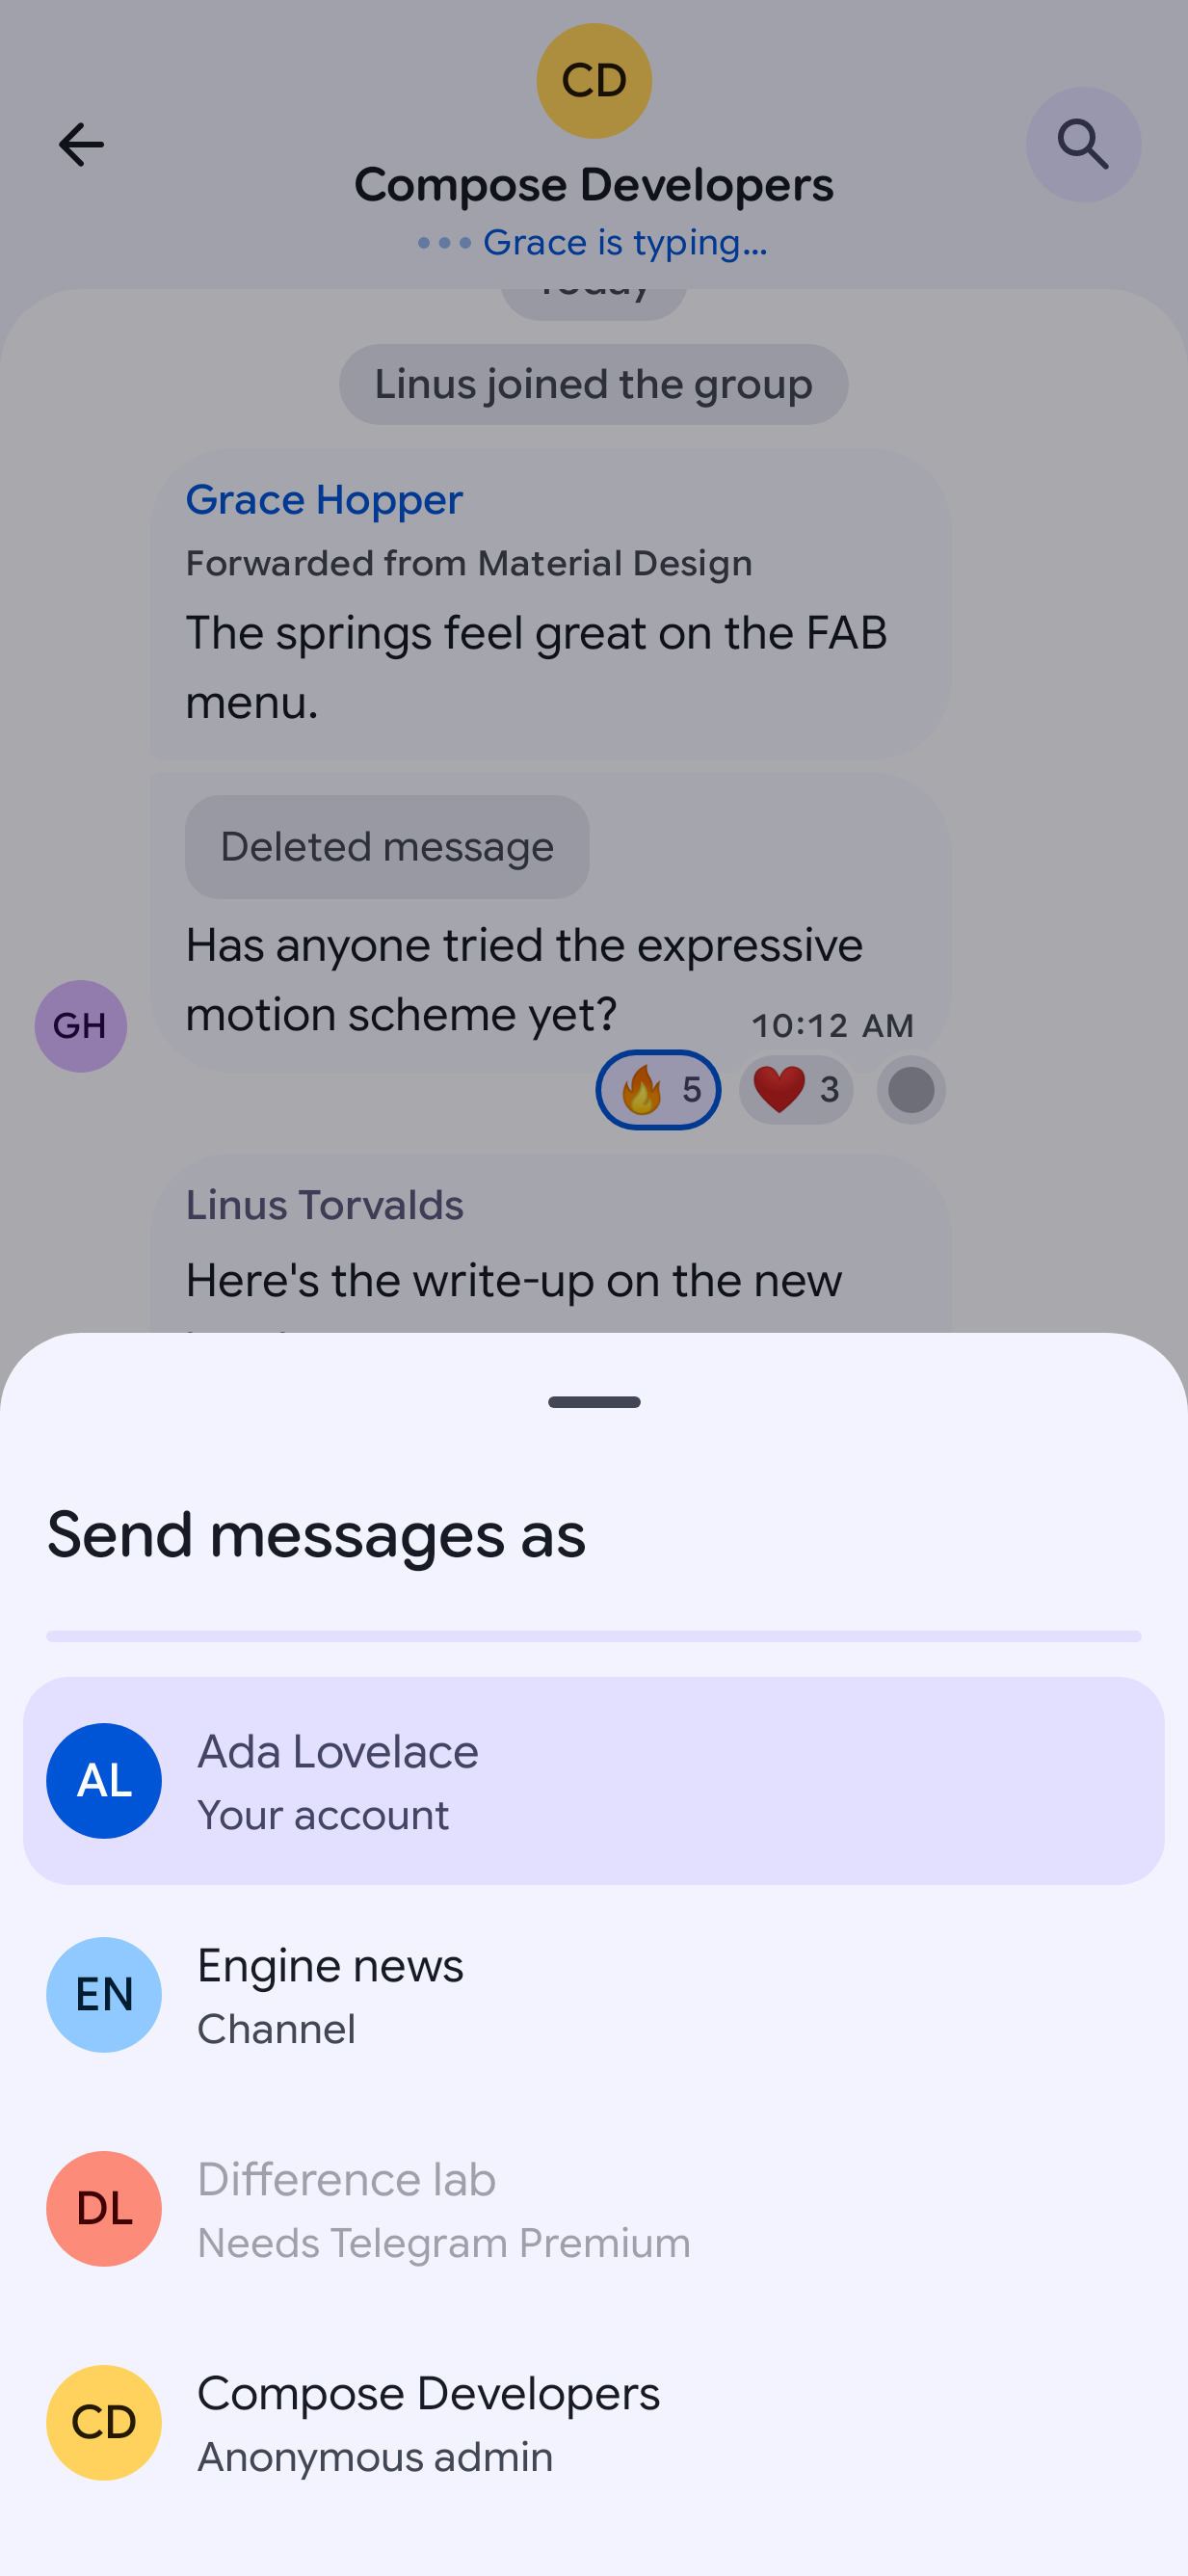 CD
Compose Developers
Grace is typing...
Today
Linus joined the group
Grace Hopper
Forwarded from Material Design
The springs feel great on the FAB
menu.
Deleted message
Has anyone tried the expressive
motion scheme yet?
10:12 AM
GH
🔥 5 ❤️ 3
Linus Torvalds
Here's the write-up on the new
Send messages as
AL
Ada Lovelace
Your account
EN
Engine news
Channel
DL
Difference lab
Needs Telegram Premium
CD
Compose Developers
Anonymous admin